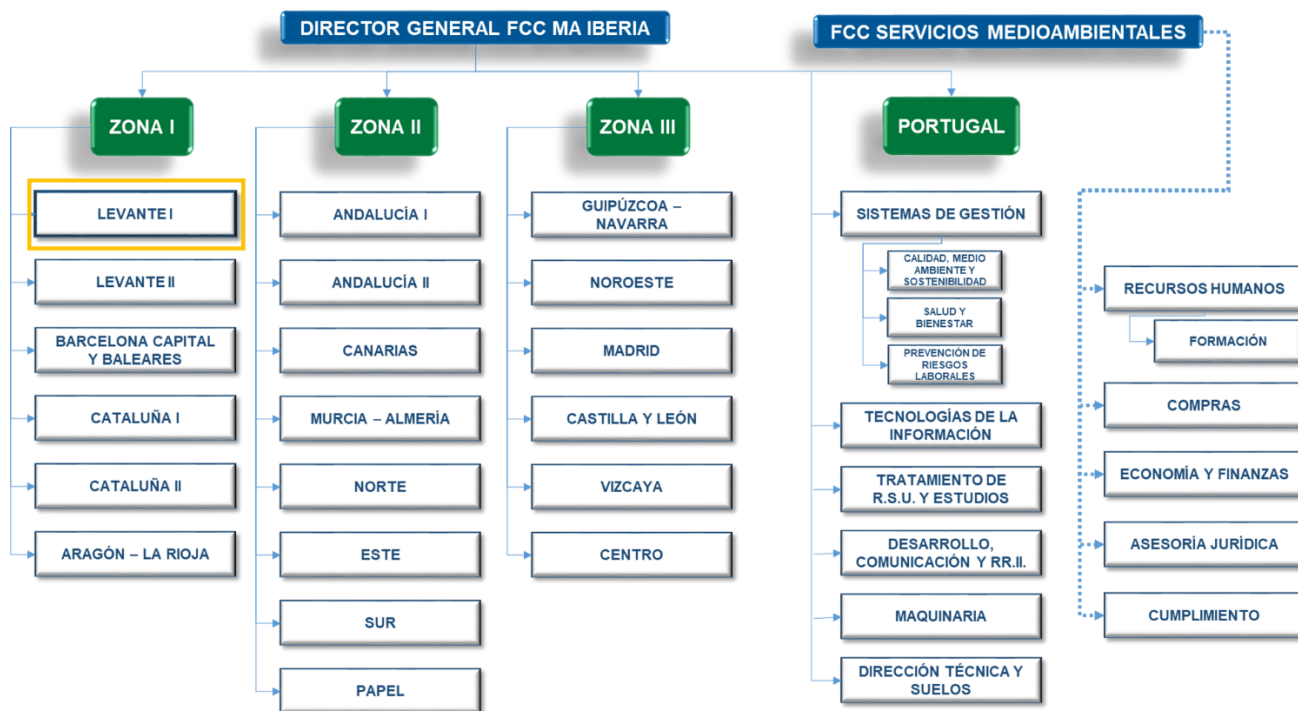 DIRECTOR GENERAL FCC MA IBERIA
FCC SERVICIOS MEDIOAMBIENTALES
ZONA I
ZONA II
ZONA III
PORTUGAL
LEVANTE I
LEVANTE II
BARCELONA CAPITAL
Y BALEARES
CATALUÑA I
CATALUÑA II
ARAGÓN – LA RIOJA
ANDALUCÍA I
ANDALUCÍA II
CANARIAS
MURCIA – ALMERÍA
NORTE
ESTE
SUR
PAPEL
GUIPÚZCOA –
NAVARRA
NOROESTE
MADRID
CASTILLA Y LEÓN
VIZCAYA
CENTRO
SISTEMAS DE GESTIÓN
CALIDAD, MEDIO
AMBIENTE Y
SOSTENIBILIDAD
SALUD Y
BIENESTAR
PREVENCIÓN DE
RIESGOS
LABORALES
TECNOLOGÍAS DE LA
INFORMACIÓN
TRATAMIENTO DE
R.S.U. Y ESTUDIOS
DESARROLLO,
COMUNICACIÓN Y RR.II.
MAQUINARIA
DIRECCIÓN TÉCNICA Y
SUELOS
RECURSOS HUMANOS
FORMACIÓN
COMPRAS
ECONOMÍA Y FINANZAS
ASESORÍA JURÍDICA
CUMPLIMIENTO